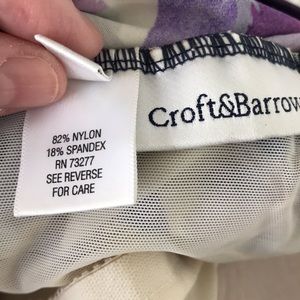 82% NYLON
18% SPANDEX
RN 73277
SEE REVERSE
FOR CARE
Croft&Barrow